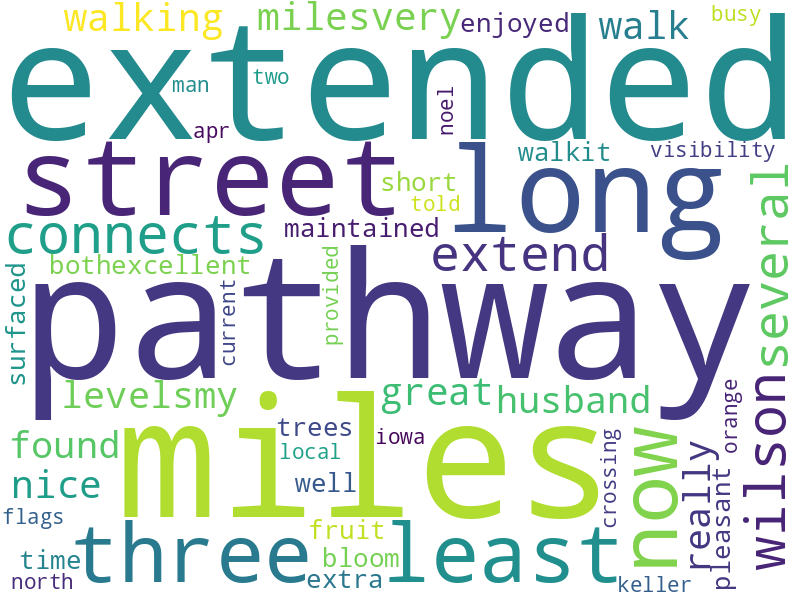 walking
milesvery
enjoyed
walk
busy
extended
man
two
noel
apr
street
long
walkit
visibility
short
told
several
connects
maintained
extend
bothexcellent
surfaced
pathway
current
provided
levelsmy
great
husband
wilson
orange
miles
trees
iowa
found
local
now
really
crossing
nice
well
pleasant
flags
three
fruit
least
time
bloom
north
extra
keller